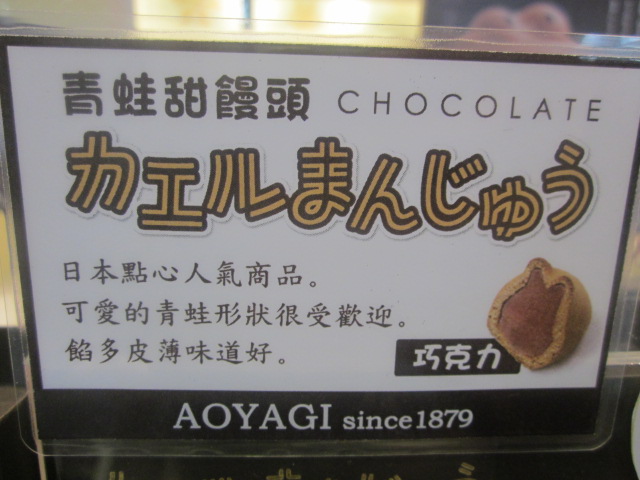 青蛙甜饅頭 CHOCOLATE
カエルまんじゅう
日本點心人氣商品。
可愛的青蛙形狀很受歡迎。
餡多皮薄味道好。
巧克力
AOYAGI since1879